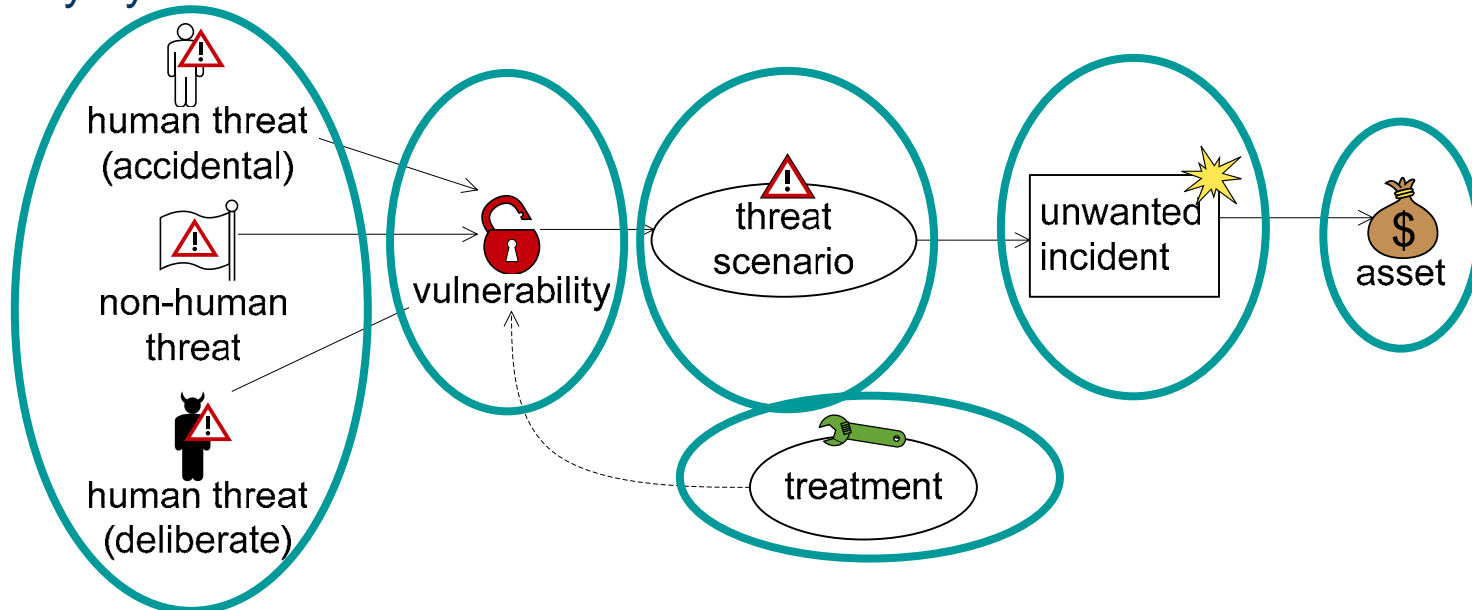 human threat
(accidental)
non-human
threat
human threat
(deliberate)
vulnerability
threat
scenario
unwanted
incident
$
asset
treatment